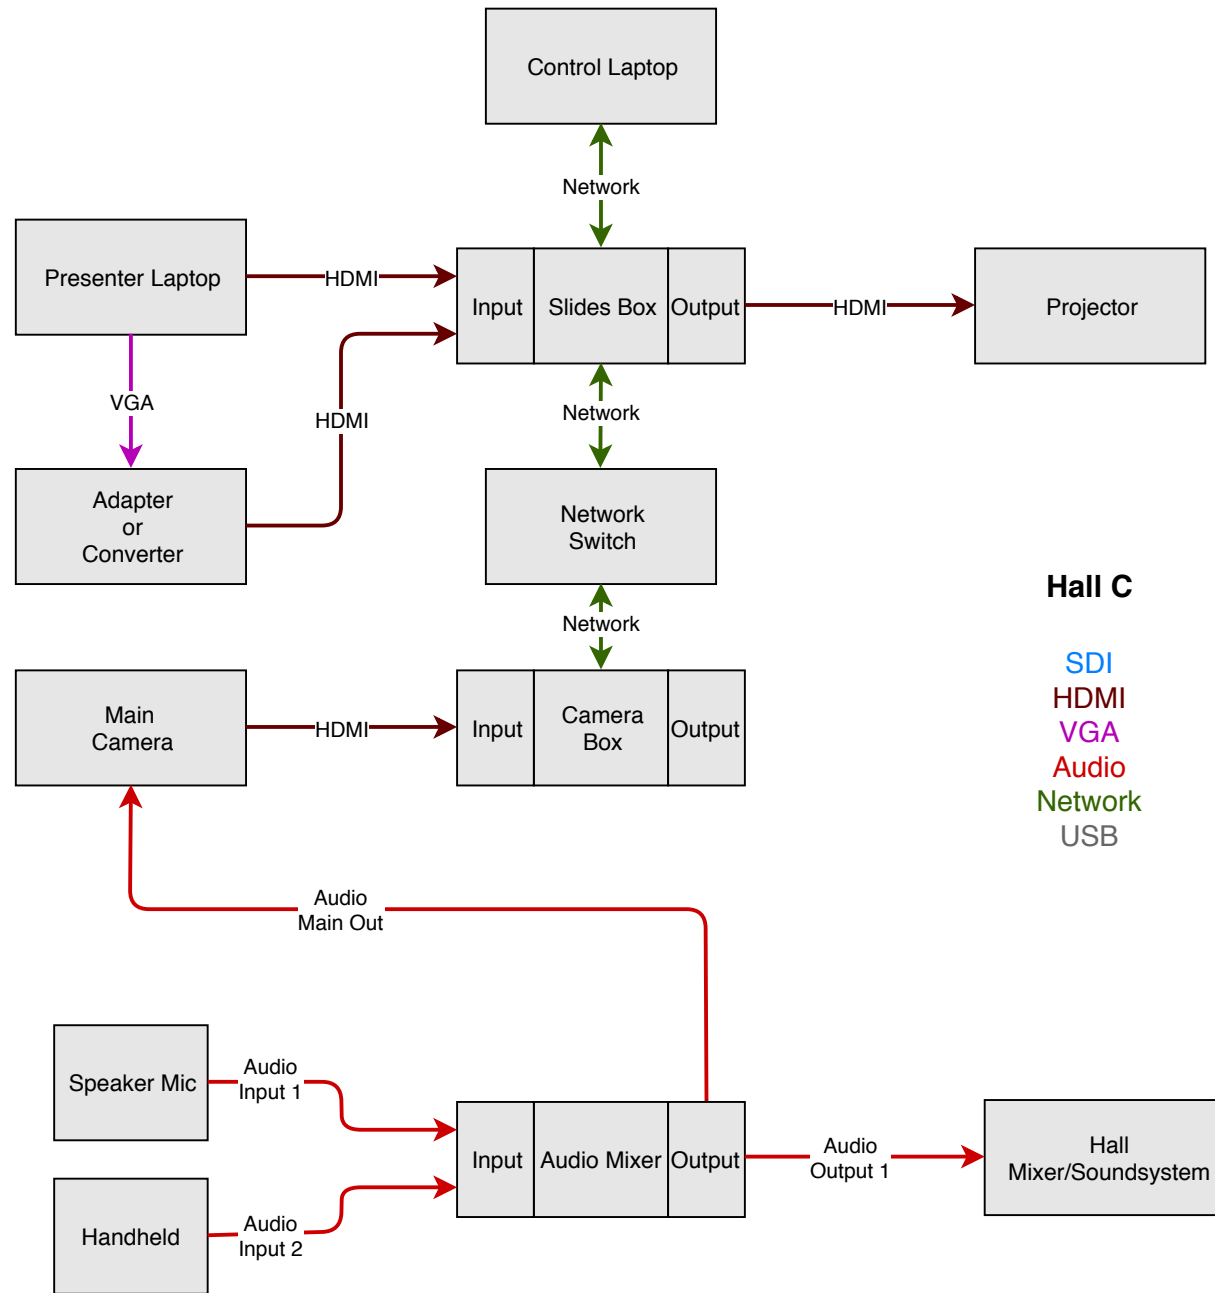 Control Laptop
Network
Presenter Laptop
HDMI
Input
Slides Box
Output
HDMI
Projector
VGA
HDMI
Network
Adapter
or
Converter
Network
Switch
Hall C
Network
SDI
HDMI
VGA
Audio
Network
USB
Main
Camera
HDMI
Input
Camera
Box
Output
Audio
Main Out
Speaker Mic
Audio
Input 1
Input
Audio Mixer
Output
Audio
Output 1
Hall
Mixer/Soundsystem
Handheld
Audio
Input 2